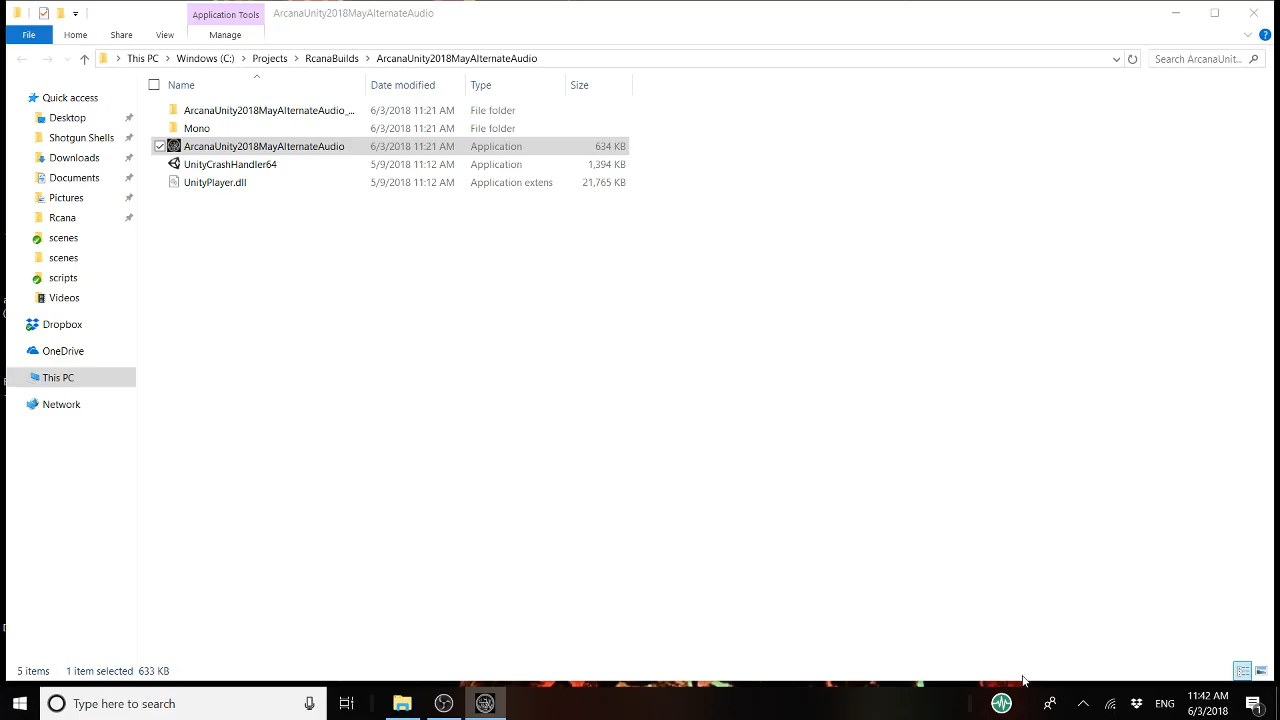 Application Tools
ArcanaUnity2018MayAlternateAudio
File
Home
Share
View
Manage
This PC
Windows (C:)
Projects
RcanaBuilds
ArcanaUnity2018MayAlternateAudio
Search ArcanaUnit...
Name
Date modified
Type
Size
Quick access
Desktop
Shotgun Shells
Downloads
Documents
Pictures
Rcana
scenes
scenes
scripts
Videos
Dropbox
OneDrive
This PC
Network
ArcanaUnity2018MayAlternateAudio_... 6/3/2018 11:21 AM File folder
Mono 6/3/2018 11:21 AM File folder
ArcanaUnity2018MayAlternateAudio 6/3/2018 11:21 AM Application 634 KB
UnityCrashHandler64 5/9/2018 11:12 AM Application 1,394 KB
UnityPlayer.dll 5/9/2018 11:12 AM Application extens 21,765 KB
5 items 1 item selected 633 KB
Type here to search
ENG
11:42 AM
6/3/2018
1